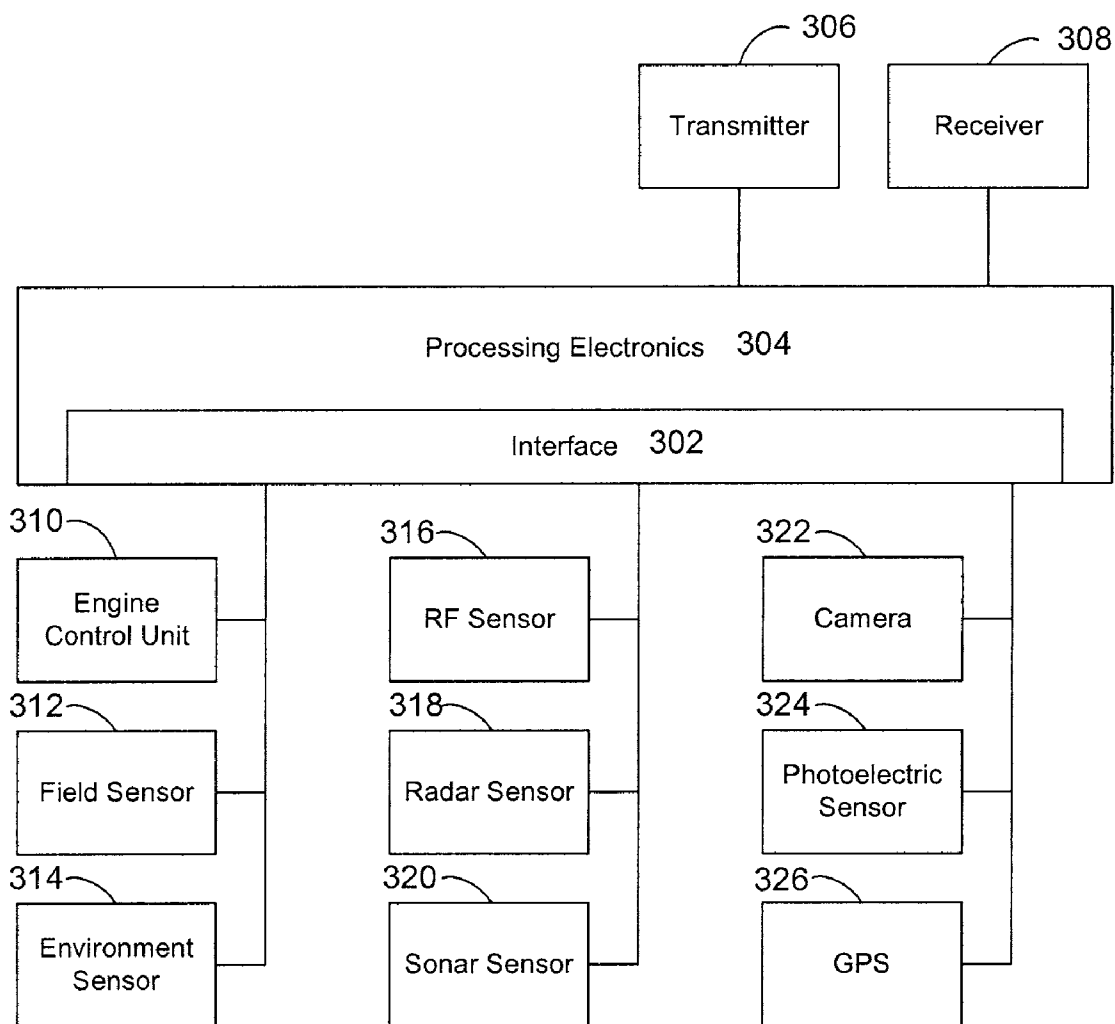 306
308
Transmitter
Receiver
Processing Electronics 304
Interface 302
310
316
322
Engine
Control Unit
RF Sensor
Camera
312
318
324
Field Sensor
Radar Sensor
Photoelectric
Sensor
314
320
326
Environment
Sensor
Sonar Sensor
GPS